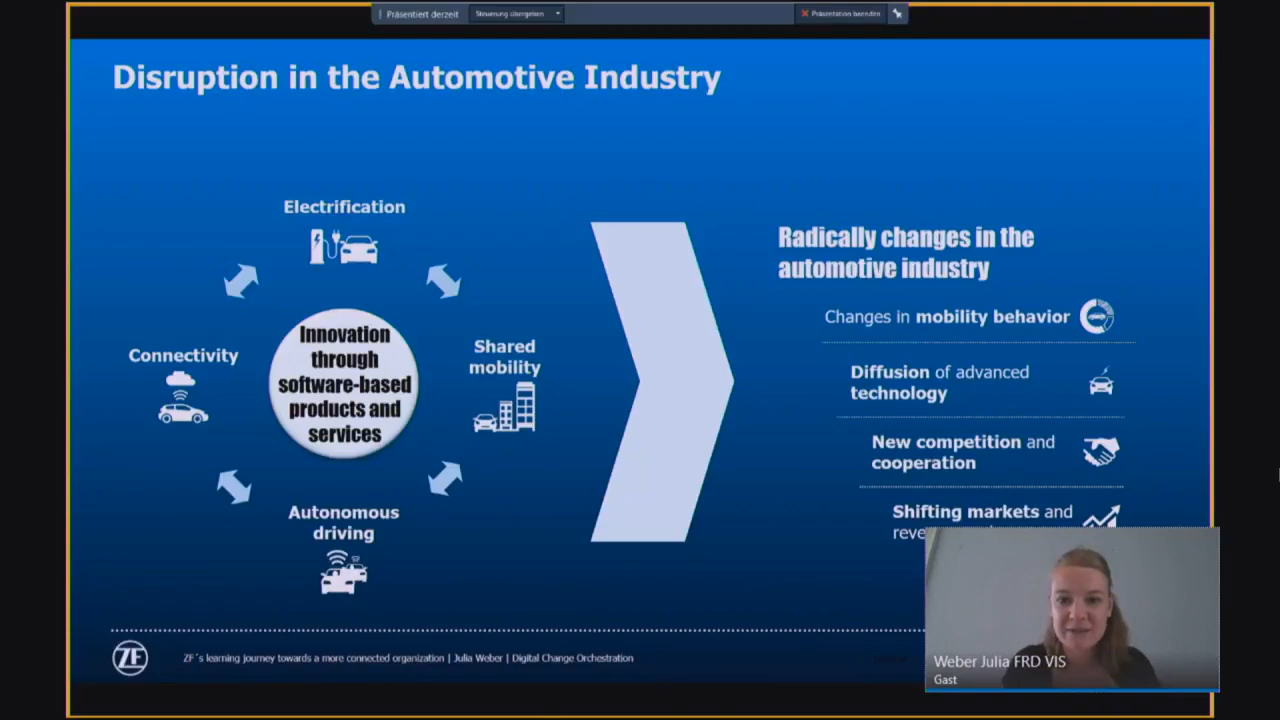 Präsentiert derzeit
Steuerung übergeben
Präsentation beenden
Disruption in the Automotive Industry
Electrification
Connectivity
Innovation
through
software-based
products and
services
Shared
mobility
Autonomous
driving
Radically changes in the
automotive industry
Changes in mobility behavior
Diffusion of advanced
technology
New competition and
cooperation
Shifting markets and
ZF
ZF´s learning journey towards a more connected organization | Julia Weber | Digital Change Orchestration
Weber Julia FRD VIS
Gast